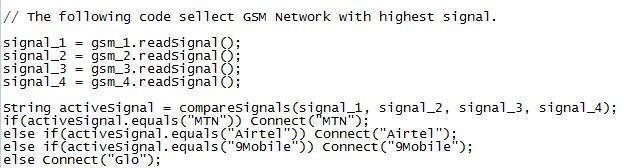 // The following code sellect GSM Network with highest signal.
signal_1 = gsm_1.readSignal();
signal_2 = gsm_2.readSignal();
signal_3 = gsm_3.readSignal();
signal_4 = gsm_4.readSignal();
String activeSignal = compareSignals(signal_1, signal_2, signal_3, signal_4);
if(activeSignal.equals("MTN")) Connect("MTN");
else if(activeSignal.equals("Airtel")) Connect("Airtel");
else if(activeSignal.equals("9Mobile")) Connect("9Mobile");
else Connect("Glo");